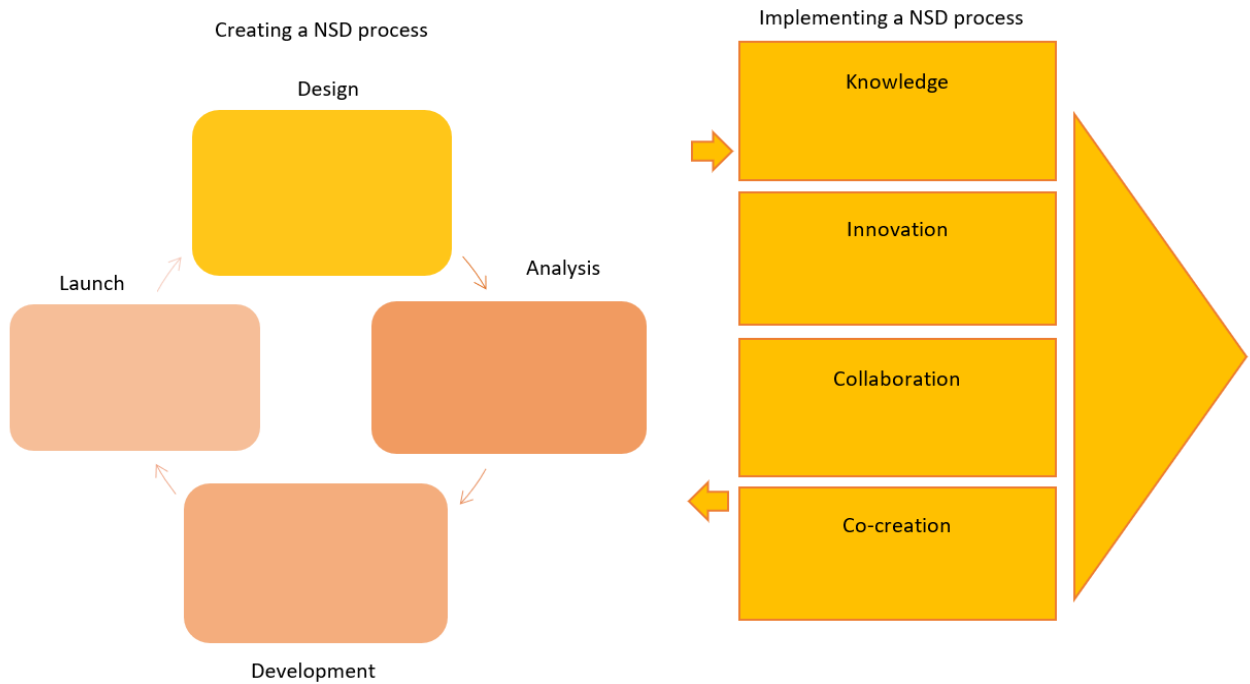 Creating a NSD process
Design
Analysis
Launch
Development
Implementing a NSD process
Knowledge
Innovation
Collaboration
Co-creation